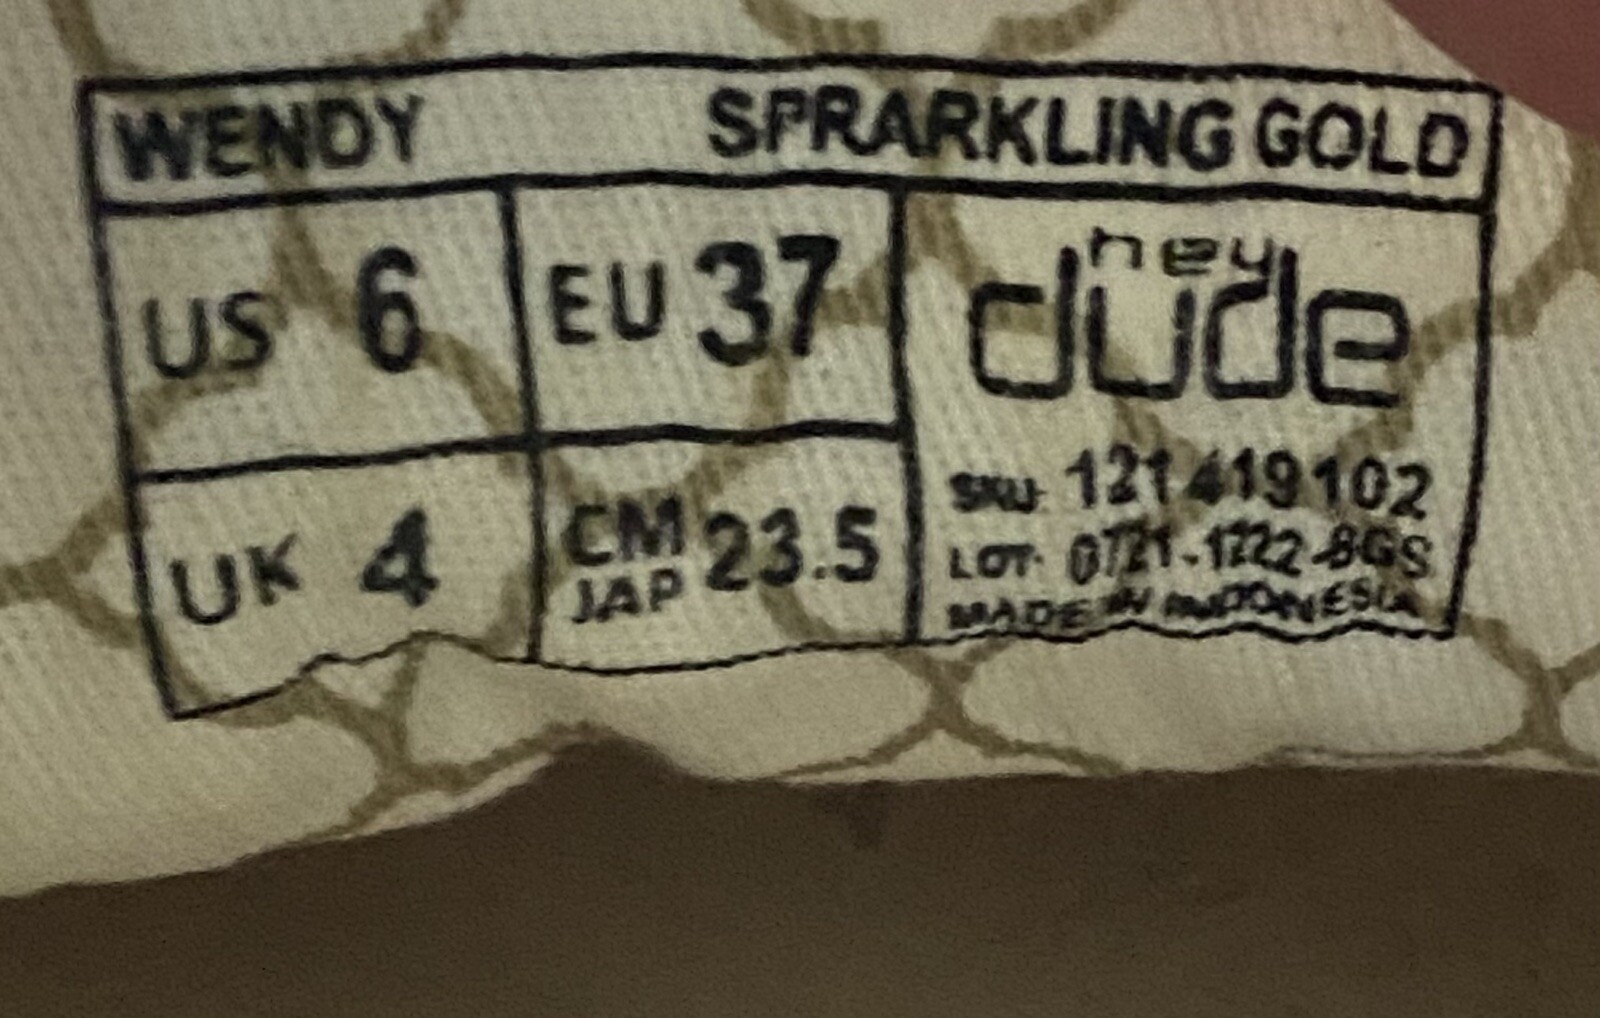 WENDY SPRARKLING GOLD
US 6
EU 37
hey
dude
UK 4
CM
JAP
23.5
SKU: 121419102
LOT: 0721-1222-BGS
MADE IN INDONESIA